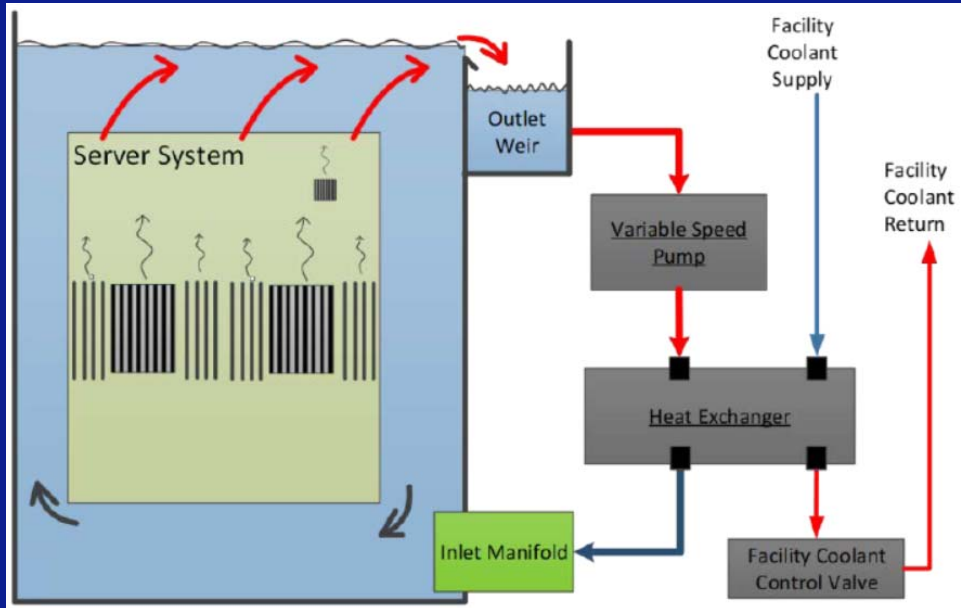 Server System
Outlet
Weir
Facility
Coolant
Supply
Facility
Coolant
Return
Variable Speed
Pump
Heat Exchanger
Inlet Manifold
Facility Coolant
Control Valve